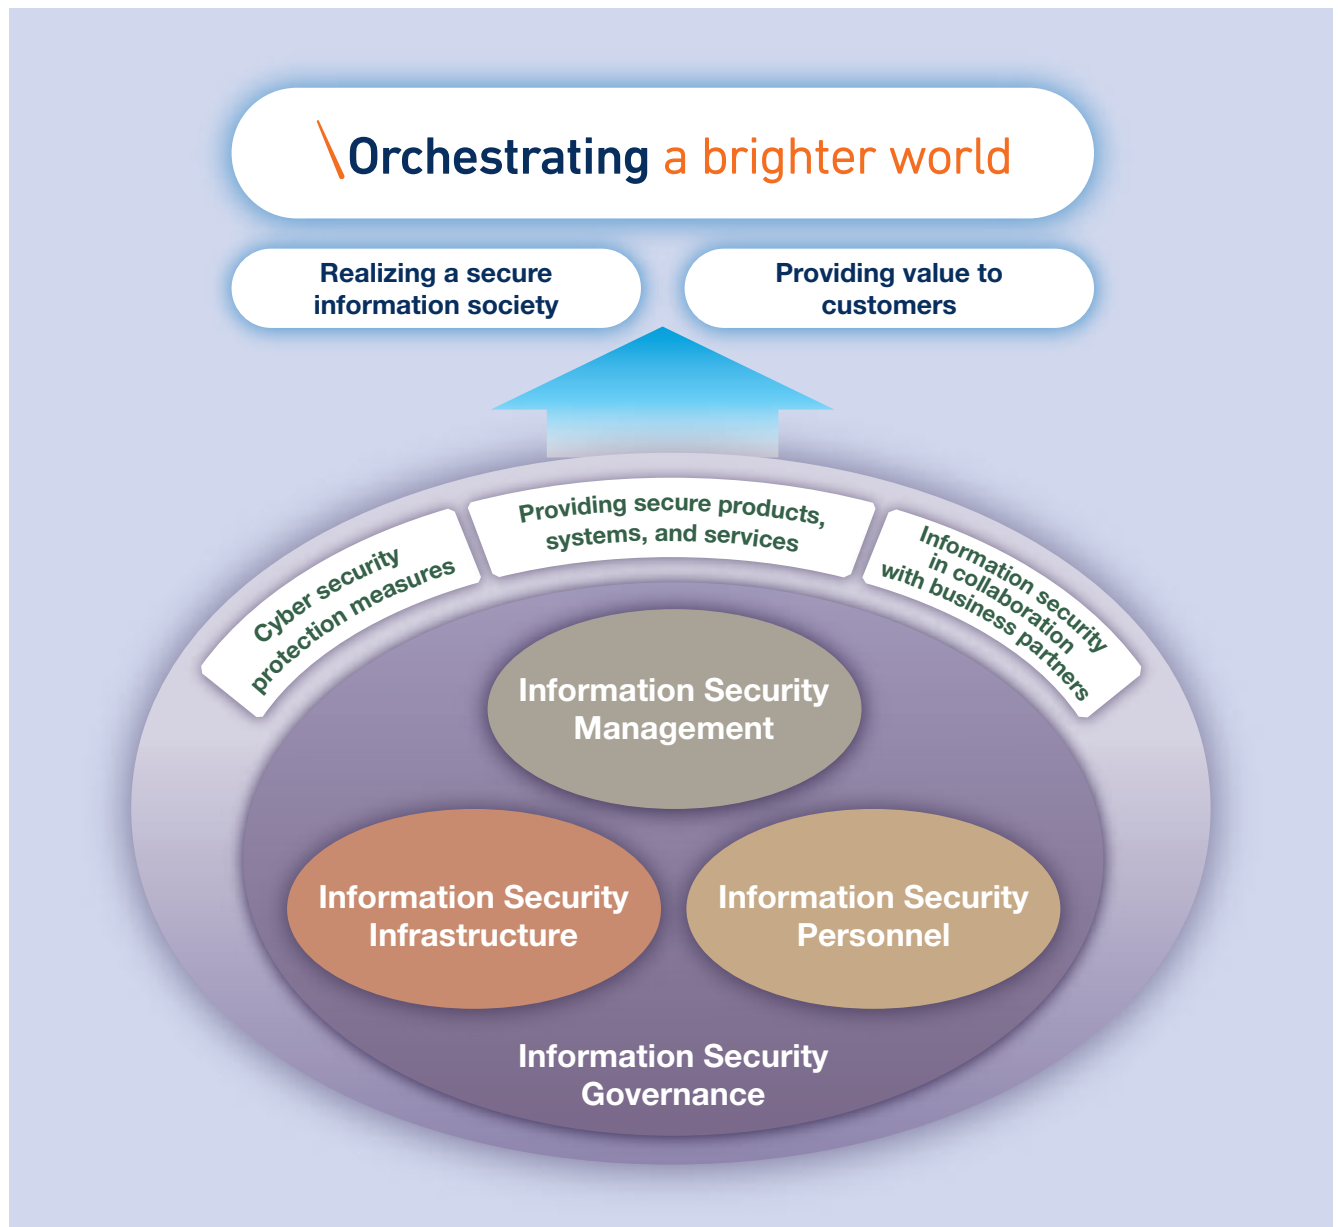 \Orchestrating a brighter world
Realizing a secure
information society
Providing value to
customers
Cyber security
protection measures
Providing secure products,
systems, and services
Information security
in collaboration
with business partners
Information Security
Management
Information Security
Infrastructure
Information Security
Personnel
Information Security
Governance